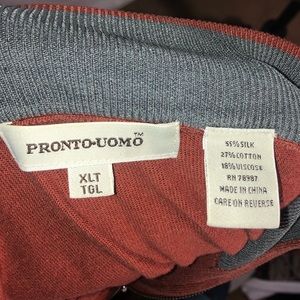 PRONTO-UOMO™
XLT
TGL
55% SILK
27% COTTON
18% VISCOSE
RN 78987
MADE IN CHINA
CARE ON REVERSE